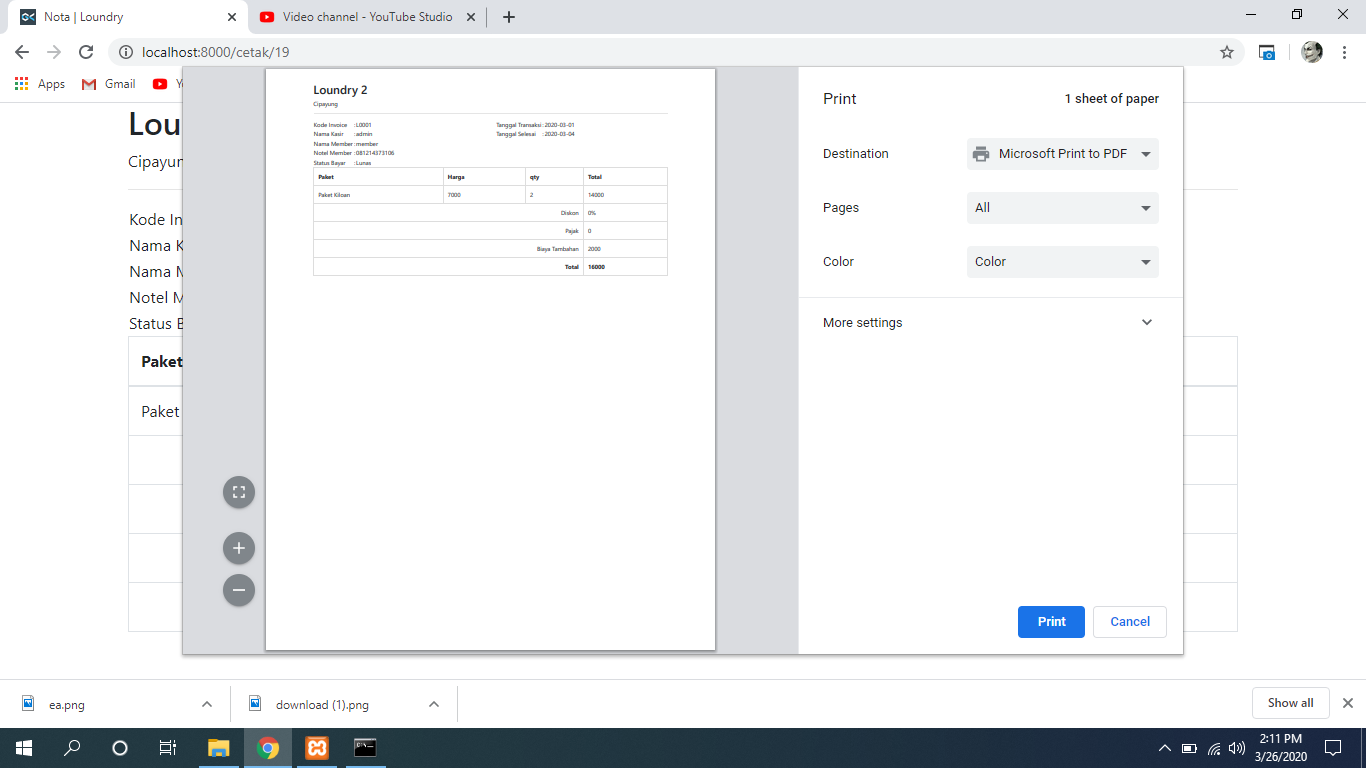 Nota | Loundry
Video channel - YouTube Studio
localhost:8000/cetak/19
Apps
Gmail
Y
Lou
Cipayun
Kode In
Nama K
Nama M
Notel M
Status B
Paket
Paket
Loundry 2
Cipayung
Kode Invoice : L0001 Tanggal Transaksi : 2020-03-01
Nama Kasir : admin Tanggal Selesai : 2020-03-04
Nama Member : member
Notel Member : 081214373106
Status Bayar : Lunas
Paket Harga qty Total
Paket Kiloan 7000 2 14000
Diskon 0%
Pajak 0
Biaya Tambahan 2000
Total 16000
Print 1 sheet of paper
Destination Microsoft Print to PDF
Pages All
Color Color
More settings
Print Cancel
ea.png
download (1).png
Show all
2:11 PM
3/26/2020